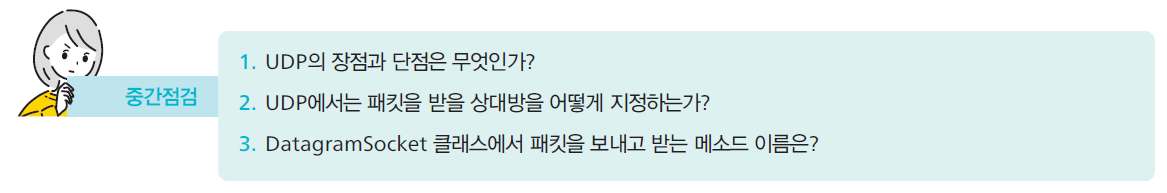 중간점검
1. UDP의 장점과 단점은 무엇인가?
2. UDP에서는 패킷을 받을 상대방을 어떻게 지정하는가?
3. DatagramSocket 클래스에서 패킷을 보내고 받는 메소드 이름은?